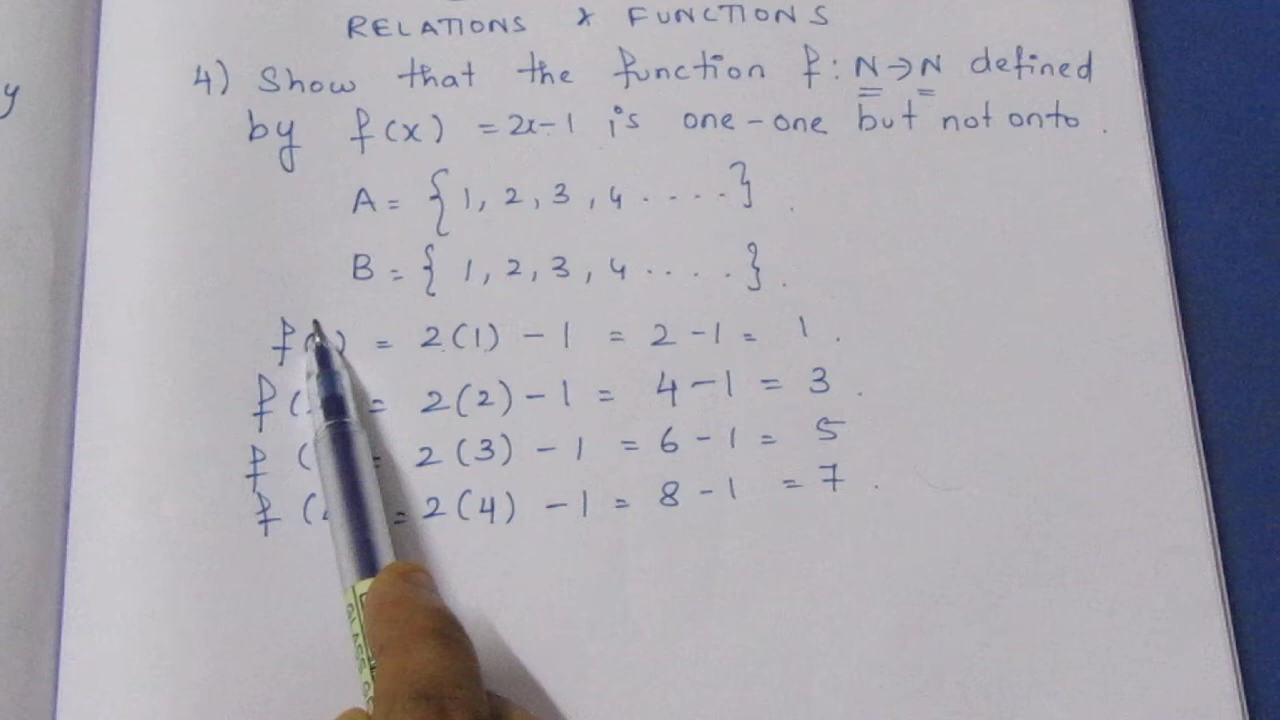 RELATIONS & FUNCTIONS
4) Show that the function f : N→N defined
by f(x) = 2x-1 is one-one but not onto.
A = {1, 2, 3, 4 .....}.
B = {1, 2, 3, 4 .....}.
f( ) = 2(1) - 1 = 2 - 1 = 1.
f( = 2(2) - 1 = 4 - 1 = 3.
f( = 2(3) - 1 = 6 - 1 = 5
f( = 2(4) - 1 = 8 - 1 = 7.
y
GLASS